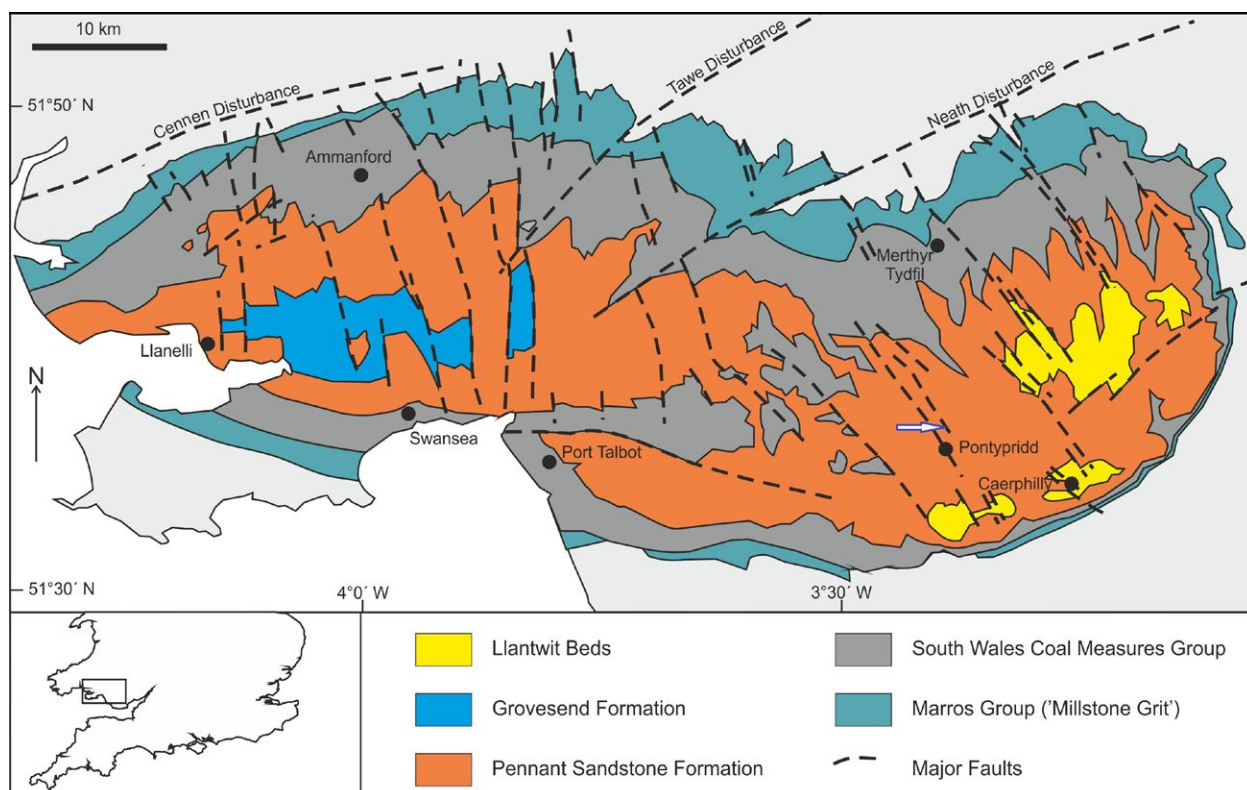 10 km
51°50´ N
Cennen Disturbance
Tawe Disturbance
Neath Disturbance
Ammanford
Merthyr
Tydfil
Llanelli
N
Swansea
Port Talbot
Pontypridd
Caerphilly
51°30´ N
4°0´ W
3°30´ W
Llantwit Beds
South Wales Coal Measures Group
Grovesend Formation
Marros Group ('Millstone Grit')
Pennant Sandstone Formation
Major Faults